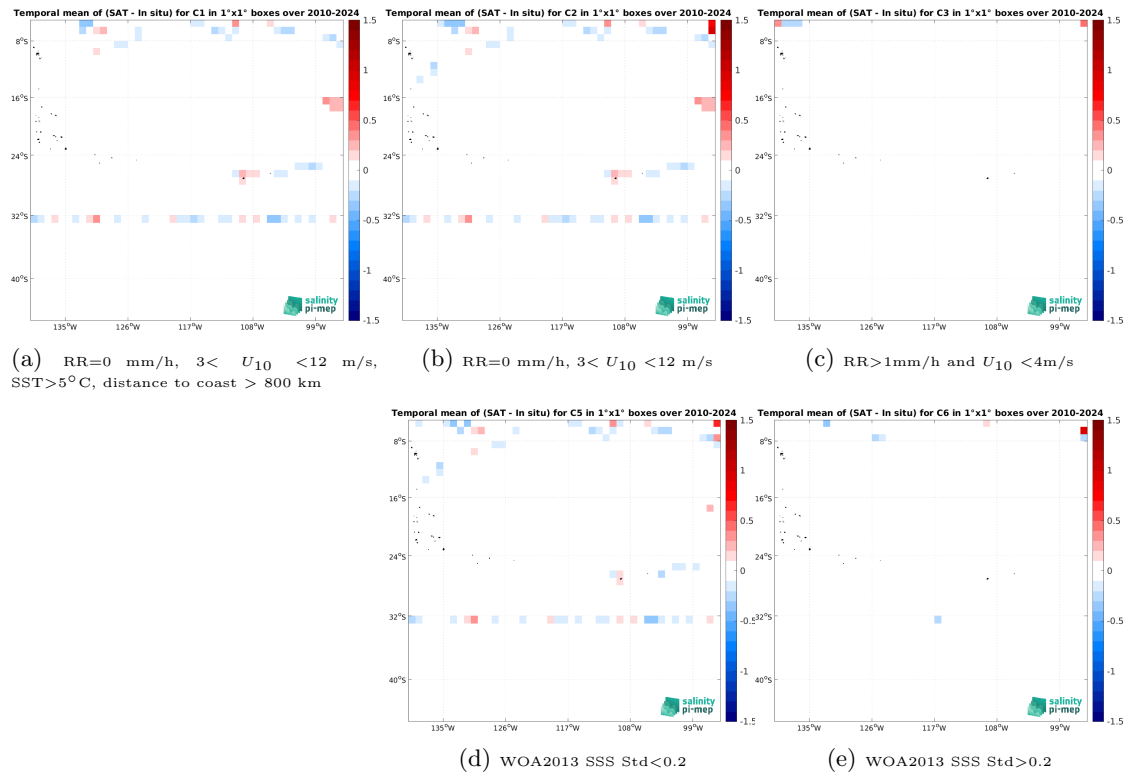 Temporal mean of (SAT - In situ) for C1 in 1°x1° boxes over 2010-2024
8°S
16°S
24°S
32°S
40°S
135°W
126°W
117°W
108°W
99°W
1.5
1
0.5
0
-0.5
-1
-1.5
salinity
pi-mep
(a) RR=0 mm/h, 3< U10 <12 m/s,
SST>5°C, distance to coast > 800 km
Temporal mean of (SAT - In situ) for C2 in 1°x1° boxes over 2010-2024
8°S
16°S
24°S
32°S
40°S
135°W
126°W
117°W
108°W
99°W
1.5
1
0.5
0
-0.5
-1
-1.5
salinity
pi-mep
(b) RR=0 mm/h, 3< U10 <12 m/s
Temporal mean of (SAT - In situ) for C3 in 1°x1° boxes over 2010-2024
8°S
16°S
24°S
32°S
40°S
135°W
126°W
117°W
108°W
99°W
1.5
1
0.5
0
-0.5
-1
-1.5
salinity
pi-mep
(c) RR>1mm/h and U10 <4m/s
Temporal mean of (SAT - In situ) for C5 in 1°x1° boxes over 2010-2024
8°S
16°S
24°S
32°S
40°S
135°W
126°W
117°W
108°W
99°W
1.5
1
0.5
0
-0.5
-1
-1.5
salinity
pi-mep
(d) WOA2013 SSS Std<0.2
Temporal mean of (SAT - In situ) for C6 in 1°x1° boxes over 2010-2024
8°S
16°S
24°S
32°S
40°S
135°W
126°W
117°W
108°W
99°W
1.5
1
0.5
0
-0.5
-1
-1.5
salinity
pi-mep
(e) WOA2013 SSS Std>0.2